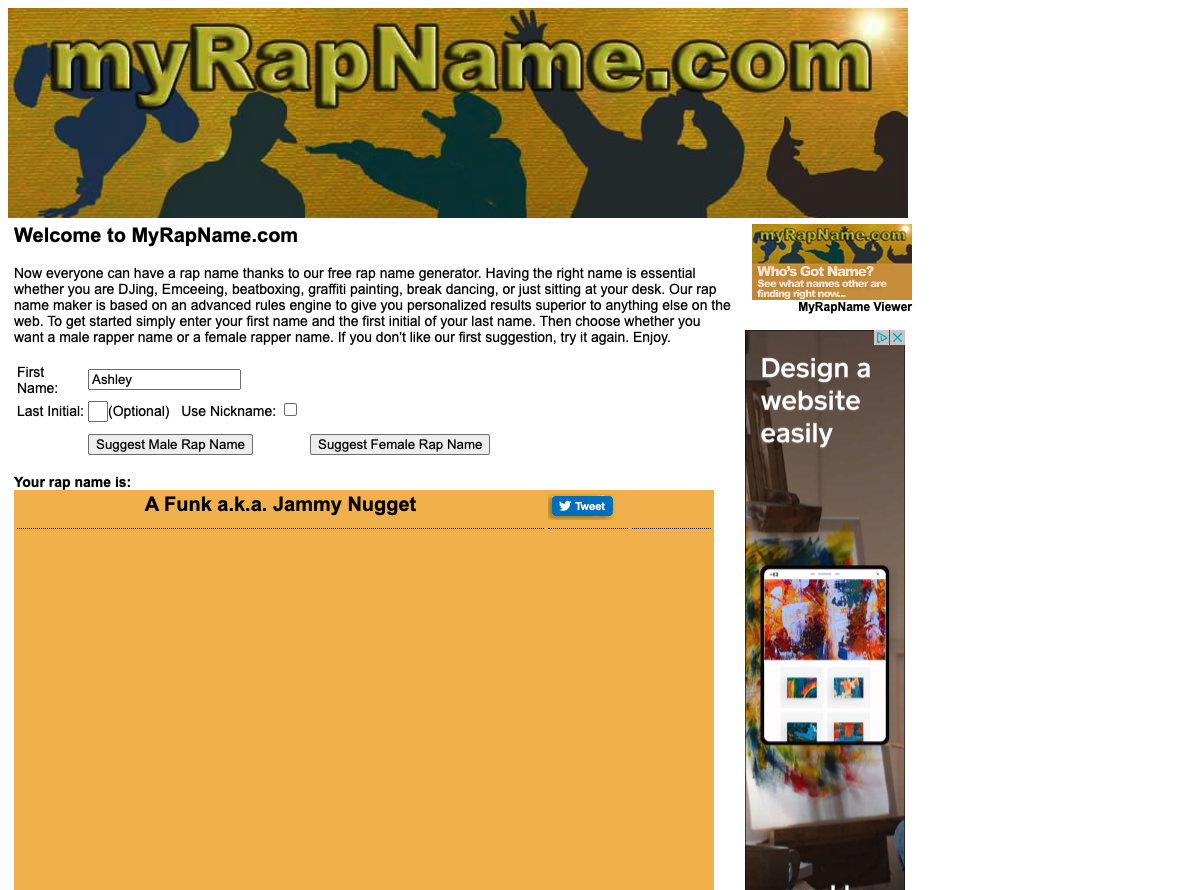 myRapName.com
Welcome to MyRapName.com
Now everyone can have a rap name thanks to our free rap name generator. Having the right name is essential
whether you are DJing, Emceeing, beatboxing, graffiti painting, break dancing, or just sitting at your desk. Our rap
name maker is based on an advanced rules engine to give you personalized results superior to anything else on the
web. To get started simply enter your first name and the first initial of your last name. Then choose whether you
want a male rapper name or a female rapper name. If you don't like our first suggestion, try it again. Enjoy.
First
Name:
Ashley
Last Initial: (Optional) Use Nickname:
Suggest Male Rap Name Suggest Female Rap Name
Your rap name is:
A Funk a.k.a. Jammy Nugget
Tweet
myRapName.com
Who's Got Name?
See what names other are
finding right now...
MyRapName Viewer
Design a
website
easily